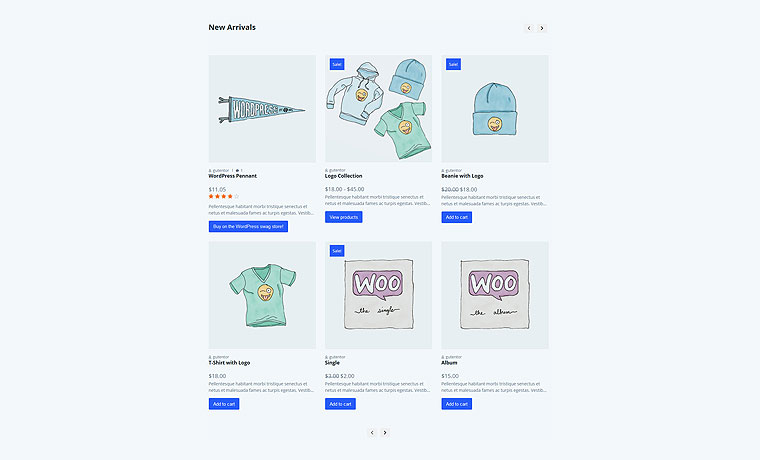 New Arrivals
WORDPRESS
Sale!
Sale!
gutentor | 1
WordPress Pennant
$11.05
Pellentesque habitant morbi tristique senectus et
netus et malesuada fames ac turpis egestas. Vestib...
Buy on the WordPress swag store!
gutentor
Logo Collection
$18.00 - $45.00
Pellentesque habitant morbi tristique senectus et
netus et malesuada fames ac turpis egestas. Vestib...
View products
gutentor
Beanie with Logo
$20.00 $18.00
Pellentesque habitant morbi tristique senectus et
netus et malesuada fames ac turpis egestas. Vestib...
Add to cart
gutentor
T-Shirt with Logo
$18.00
Pellentesque habitant morbi tristique senectus et
netus et malesuada fames ac turpis egestas. Vestib...
Add to cart
Sale!
WOO
the single
gutentor
Single
$3.00 $2.00
Pellentesque habitant morbi tristique senectus et
netus et malesuada fames ac turpis egestas. Vestib...
Add to cart
WOO
the album
gutentor
Album
$15.00
Pellentesque habitant morbi tristique senectus et
netus et malesuada fames ac turpis egestas. Vestib...
Add to cart